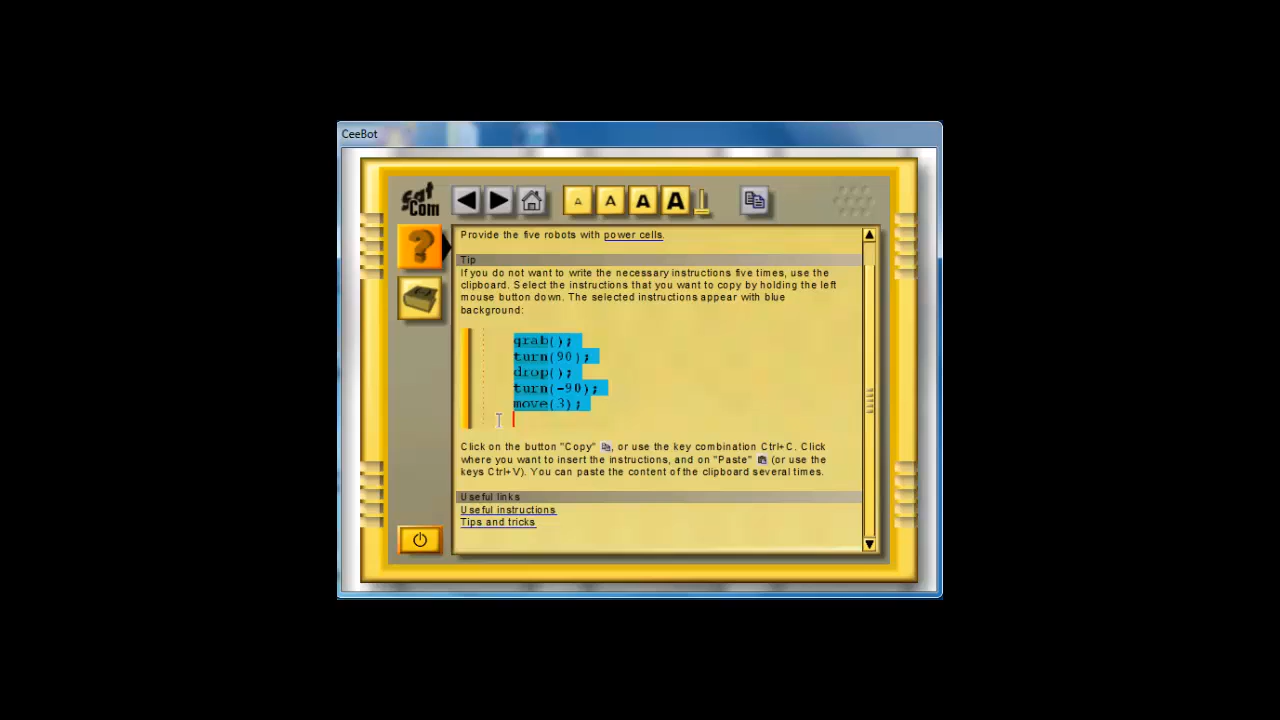 CeeBot
Sat
Com
A A A A
Provide the five robots with power cells.
Tip
If you do not want to write the necessary instructions five times, use the
clipboard. Select the instructions that you want to copy by holding the left
mouse button down. The selected instructions appear with blue
background:
grab();
turn(90);
drop();
turn(-90);
move(3);
Click on the button "Copy" , or use the key combination Ctrl+C. Click
where you want to insert the instructions, and on "Paste" (or use the
keys Ctrl+V). You can paste the content of the clipboard several times.
Useful links
Useful instructions
Tips and tricks